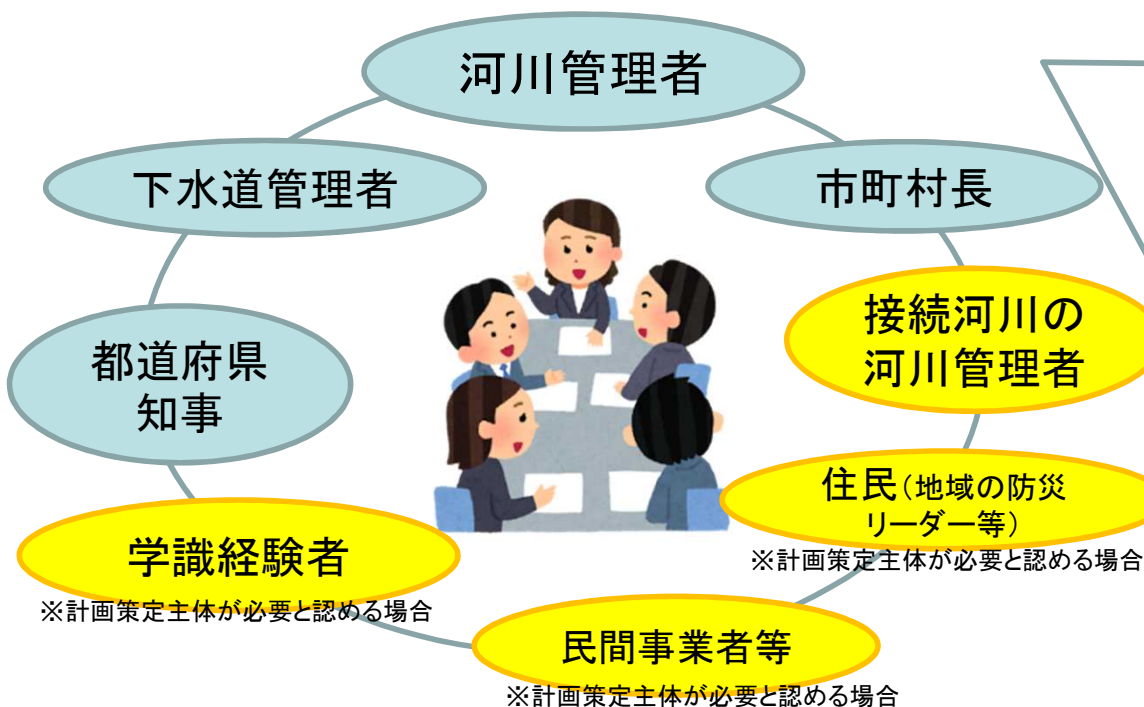 河川管理者
下水道管理者
市町村長
都道府県
知事
接続河川の
河川管理者
住民(地域の防災
リーダー等)
※計画策定主体が必要と認める場合
学識経験者
※計画策定主体が必要と認める場合
民間事業者等
※計画策定主体が必要と認める場合